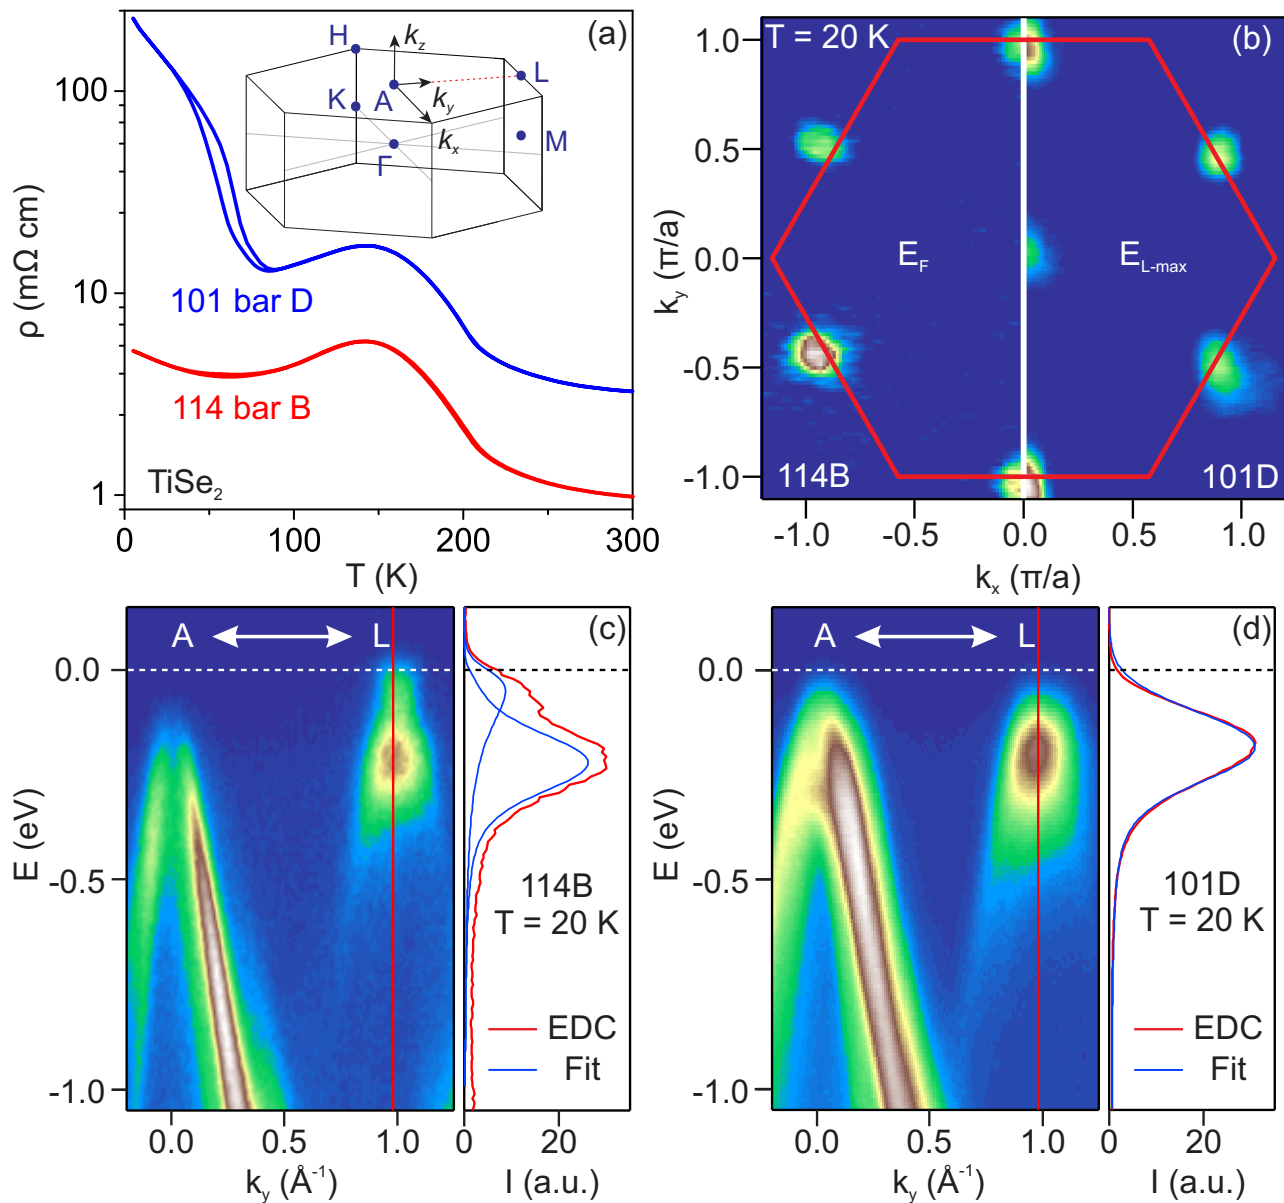 (a)
ρ (mΩ cm)
100
10
1
H
k_z
L
K
A
k_y
k_x
M
Γ
101 bar D
114 bar B
TiSe₂
0
100
200
300
T (K)
T = 20 K
(b)
k_y (π/a)
1.0
0.5
0.0
-0.5
-1.0
E_F
E_L-max
114B
101D
-1.0
-0.5
0.0
0.5
1.0
k_x (π/a)
A
L
(c)
E (eV)
0.0
-0.5
-1.0
114B
T = 20 K
EDC
Fit
0.0
0.5
1.0
k_y (Å⁻¹)
0
20
I (a.u.)
A
L
(d)
E (eV)
0.0
-0.5
-1.0
101D
T = 20 K
EDC
Fit
0.0
0.5
1.0
k_y (Å⁻¹)
0
20
I (a.u.)